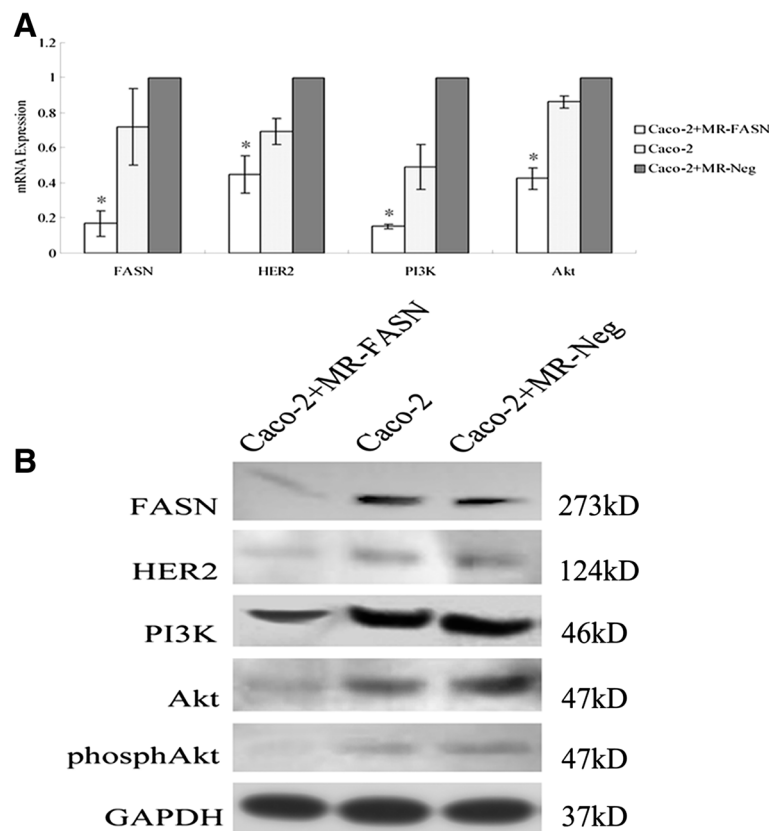 A
1.2
1
0.8
0.6
0.4
0.2
0
mRNA Expression
* * * *
FASN HER2 PI3K Akt
Caco-2+MR-FASN
Caco-2
Caco-2+MR-Neg
B
Caco-2+MR-FASN
Caco-2
Caco-2+MR-Neg
FASN 273kD
HER2 124kD
PI3K 46kD
Akt 47kD
phosphAkt 47kD
GAPDH 37kD